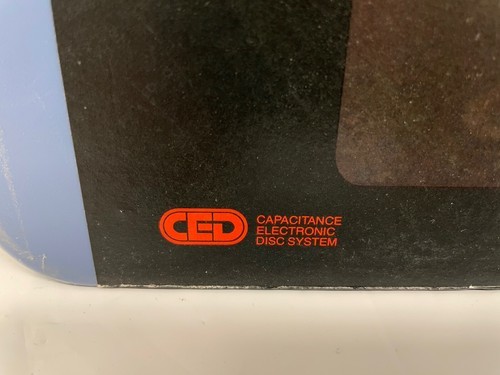 CED
CAPACITANCE
ELECTRONIC
DISC SYSTEM